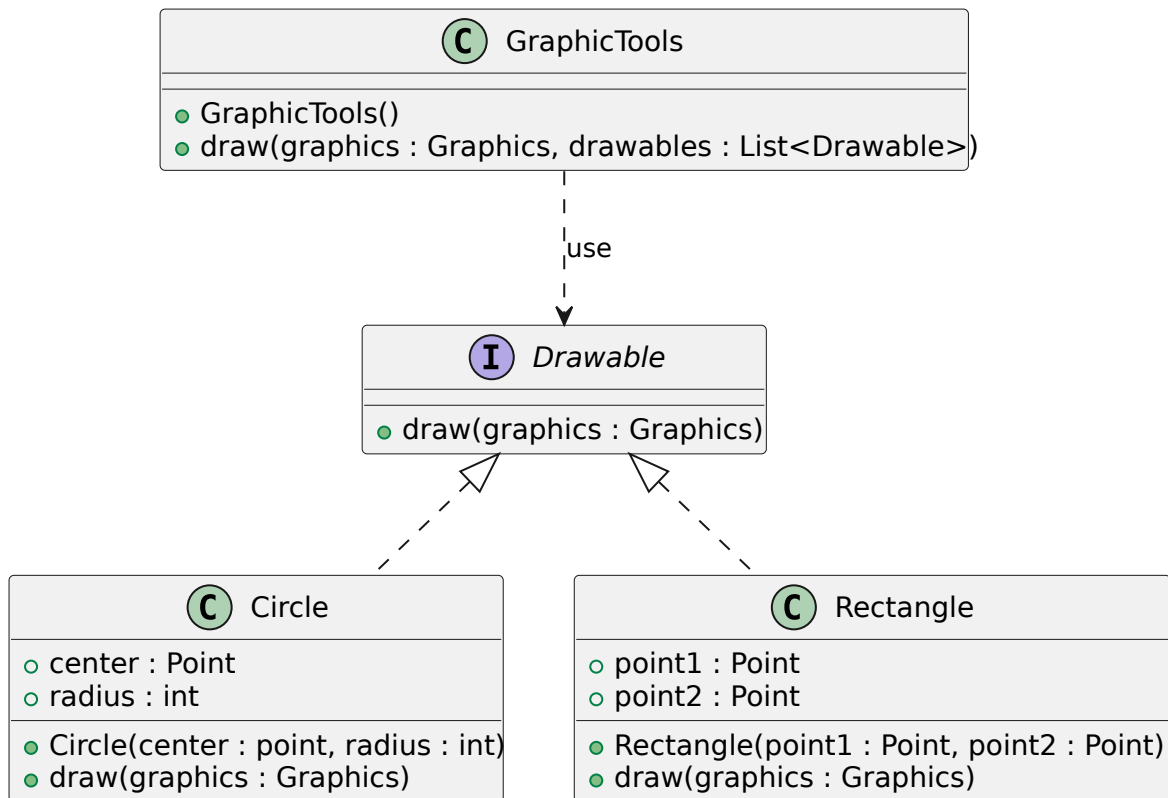 C GraphicTools
GraphicTools()
draw(graphics : Graphics, drawables : List<Drawable>)
use
I Drawable
draw(graphics : Graphics)
C Circle
center : Point
radius : int
Circle(center : point, radius : int)
draw(graphics : Graphics)
C Rectangle
point1 : Point
point2 : Point
Rectangle(point1 : Point, point2 : Point)
draw(graphics : Graphics)